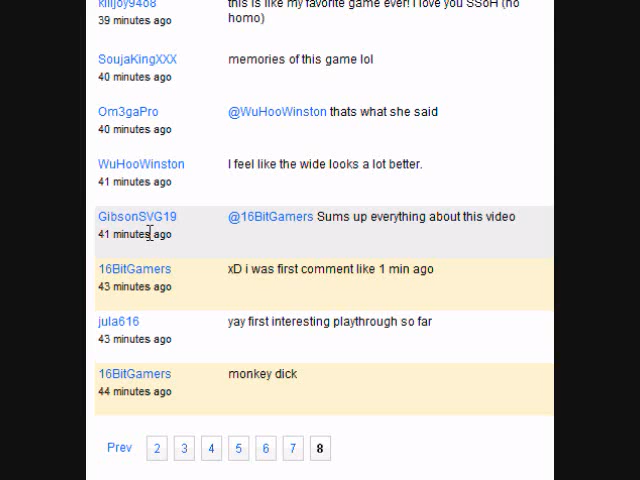 killjoy9408 this is like my favorite game ever! I love you SSoH (no
39 minutes ago homo)
SoujaKingXXX memories of this game lol
40 minutes ago
Om3gaPro @WuHooWinston thats what she said
40 minutes ago
WuHooWinston I feel like the wide looks a lot better.
41 minutes ago
GibsonSVG19 @16BitGamers Sums up everything about this video
41 minutes ago
16BitGamers xD i was first comment like 1 min ago
43 minutes ago
jula616 yay first interesting playthrough so far
43 minutes ago
16BitGamers monkey dick
44 minutes ago
Prev 2 3 4 5 6 7 8